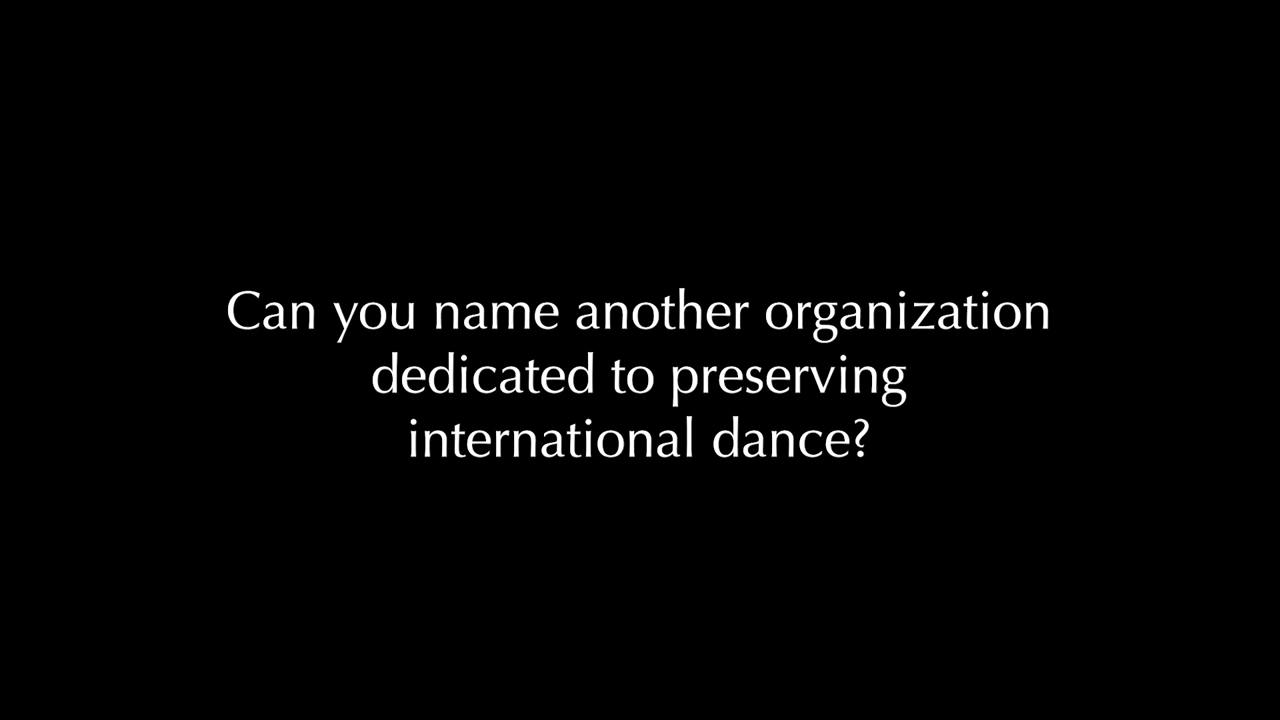 Can you name another organization
dedicated to preserving
international dance?